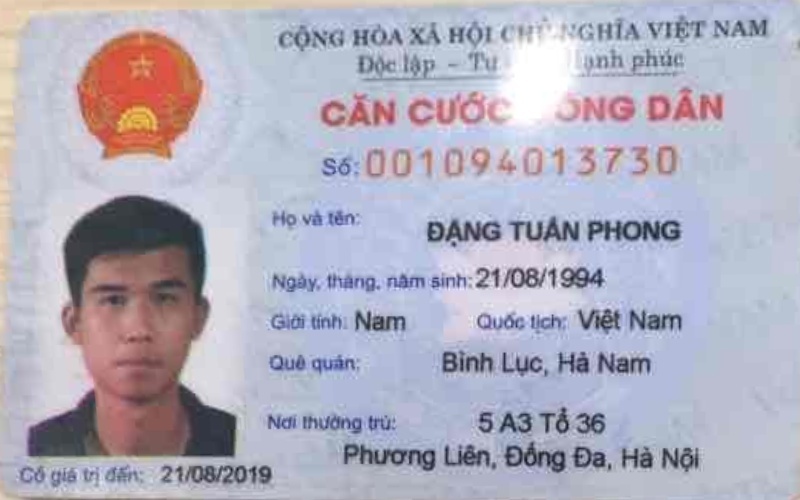 CỘNG HÒA XÃ HỘI CHỦ NGHĨA VIỆT NAM
Độc lập – Tự Hạnh phúc
CĂN CƯỚC CÔNG DÂN
Số: 001094013730
Họ và tên: ĐẶNG TUẤN PHONG
Ngày, tháng, năm sinh: 21/08/1994
Giới tính: Nam Quốc tịch: Việt Nam
Quê quán: Bình Lục, Hà Nam
Nơi thường trú: 5 A3 Tổ 36
Phương Liên, Đống Đa, Hà Nội
Có giá trị đến: 21/08/2019